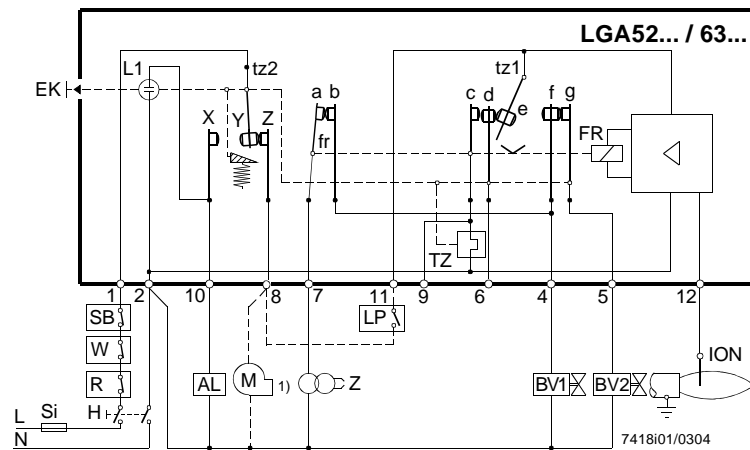 LGA52... / 63...
L1 tz2 tz1
EK
X Y Z a b c d e f g
fr FR
TZ
1 2 10 8 7 11 9 6 4 5 12
SB LP
W
R AL M 1) Z BV1 BV2 ION
L Si H
N
7418i01/0304